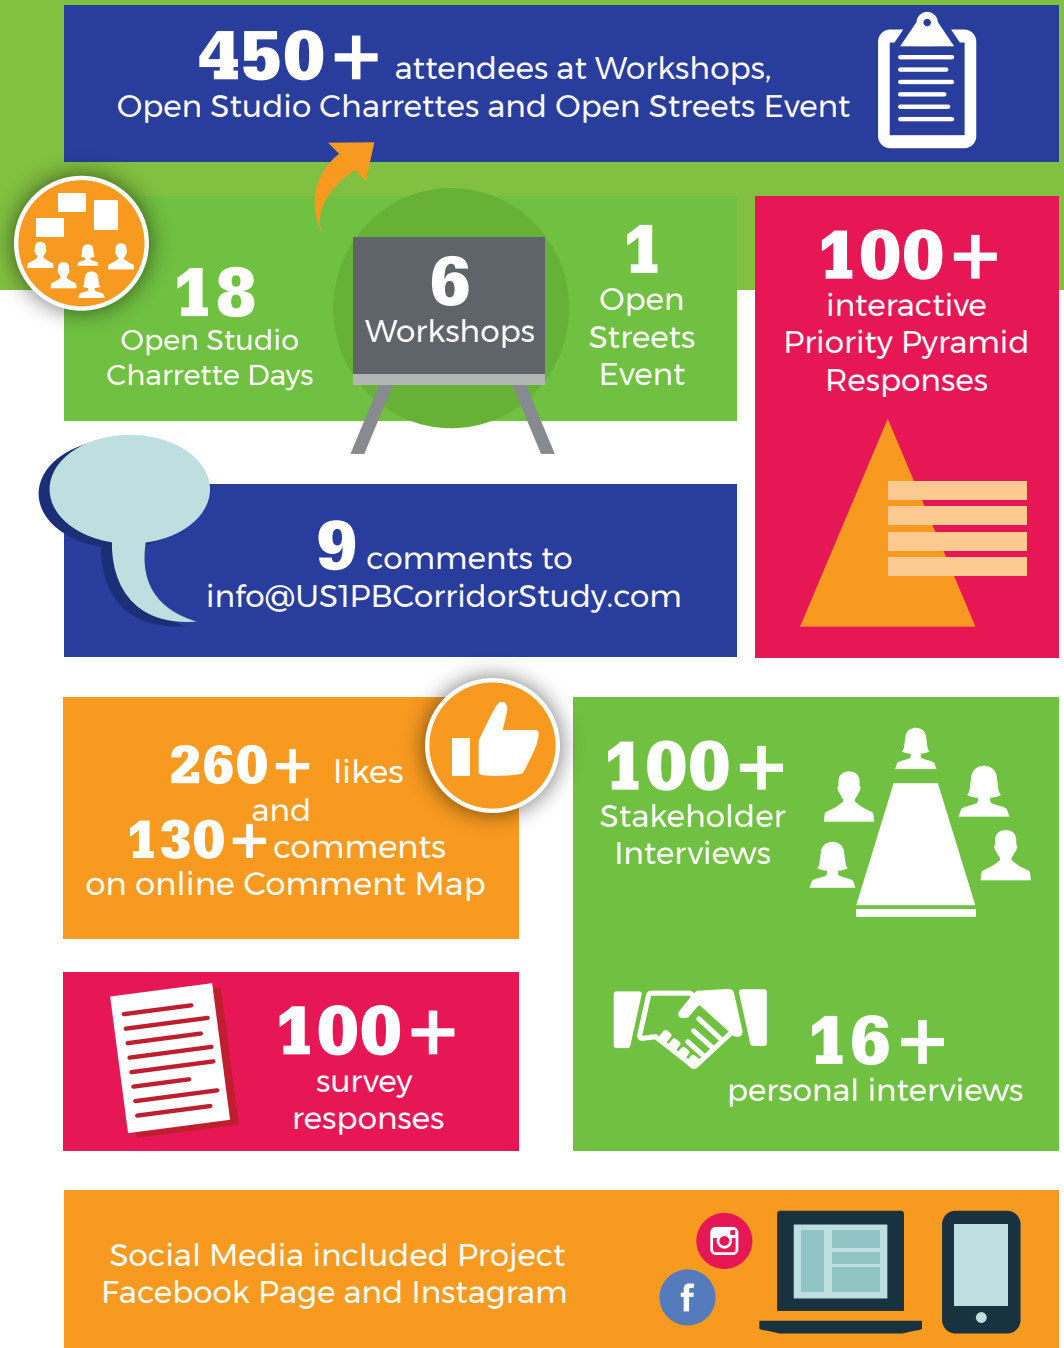 450+ attendees at Workshops,
Open Studio Charrettes and Open Streets Event
18
Open Studio
Charrette Days
6
Workshops
1
Open
Streets
Event
100+
interactive
Priority Pyramid
Responses
9 comments to
info@US1PBCorridorStudy.com
260+ likes
and
130+ comments
on online Comment Map
100+
Stakeholder
Interviews
100+
survey
responses
16+
personal interviews
Social Media included Project
Facebook Page and Instagram
f